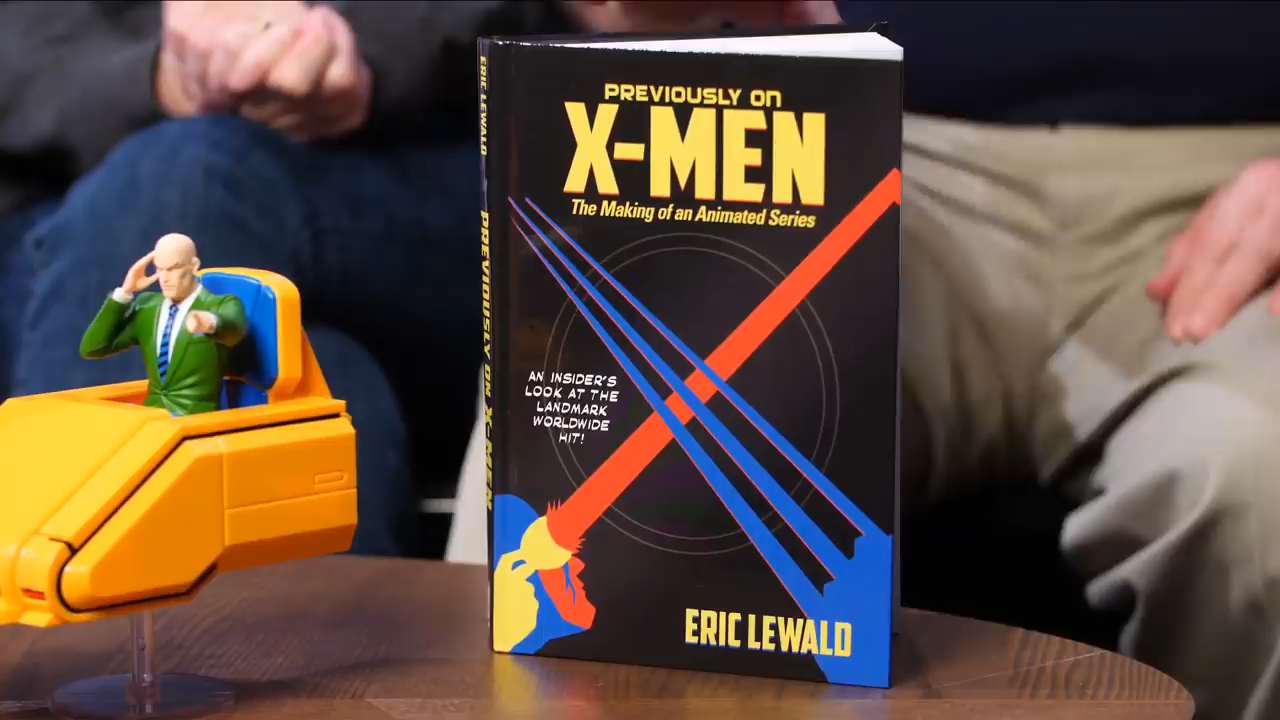 PREVIOUSLY ON
X-MEN
The Making of an Animated Series
AN INSIDER'S
LOOK AT THE
LANDMARK
WORLDWIDE
HIT!
ERIC LEWALD
ERIC LEWALD PREVIOUSLY ON X-MEN